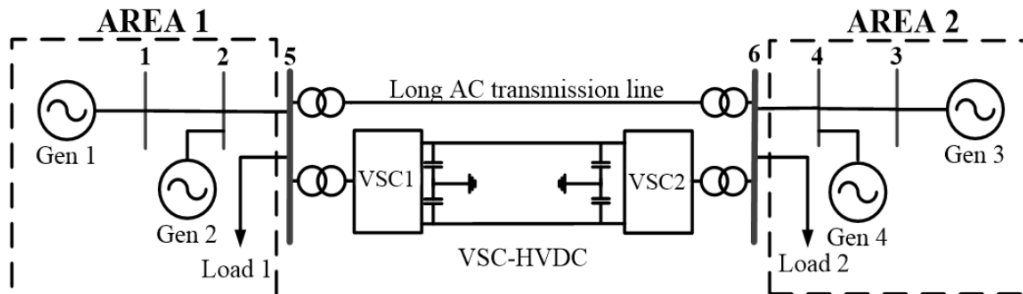 AREA 1
AREA 2
1
2
5
6
4
3
Long AC transmission line
Gen 1
VSC1
VSC2
Gen 3
Gen 2
Gen 4
VSC-HVDC
Load 1
Load 2